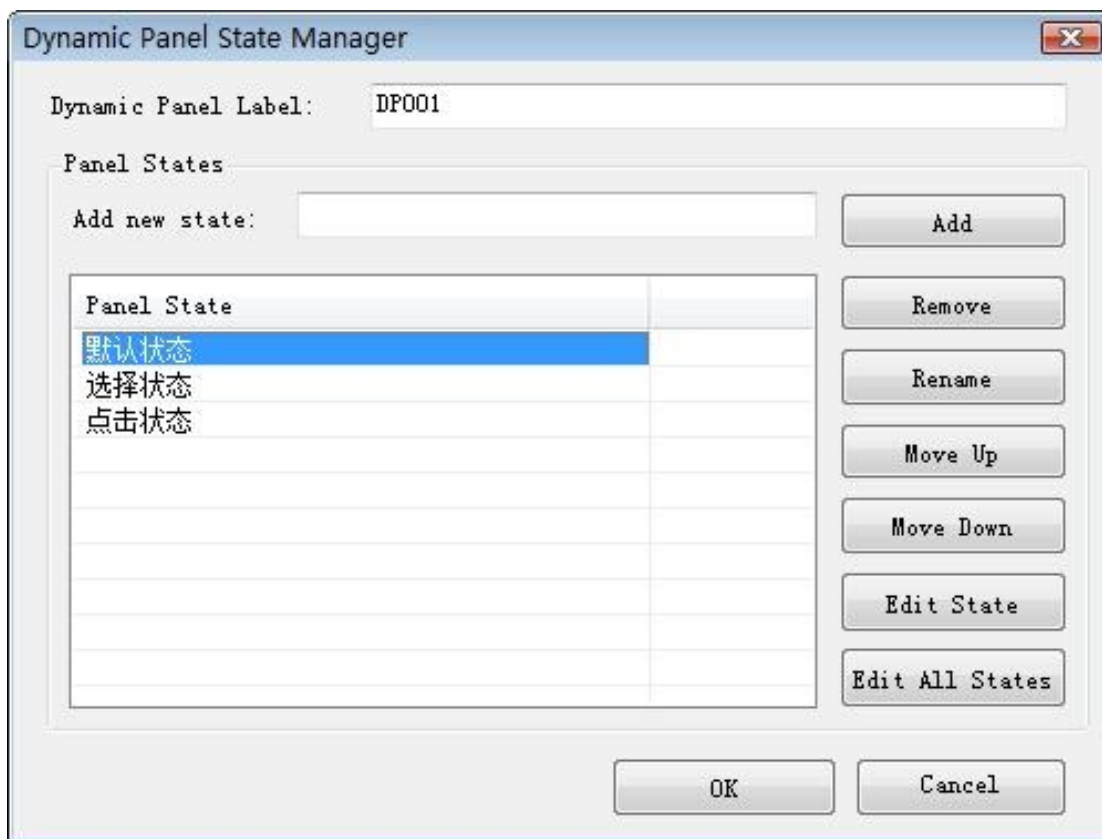 Dynamic Panel State Manager
Dynamic Panel Label: DP001
Panel States
Add new state: Add
Panel State
默认状态
选择状态
点击状态
Remove
Rename
Move Up
Move Down
Edit State
Edit All States
OK Cancel